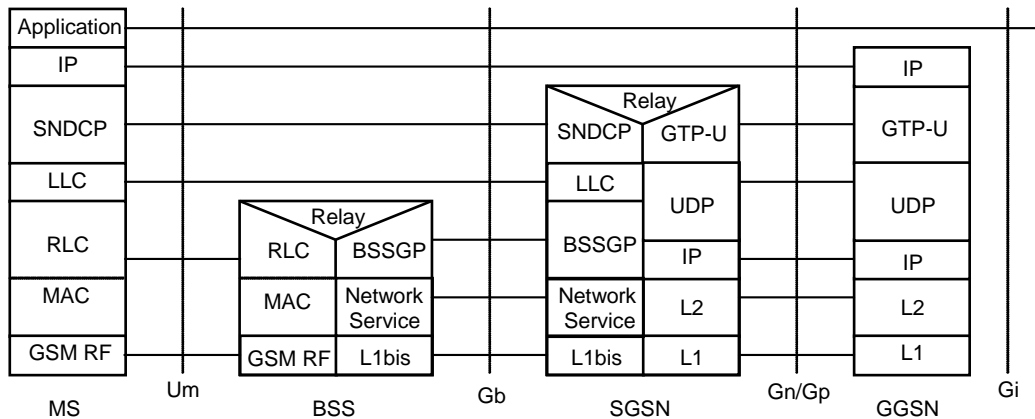 Application
IP
IP
Relay
SNDCP
SNDCP
GTP-U
GTP-U
LLC
LLC
UDP
UDP
Relay
RLC
RLC
BSSGP
BSSGP
IP
IP
MAC
MAC
Network
Service
Network
Service
L2
L2
GSM RF
GSM RF
L1bis
L1bis
L1
L1
Um
Gb
Gn/Gp
Gi
MS
BSS
SGSN
GGSN